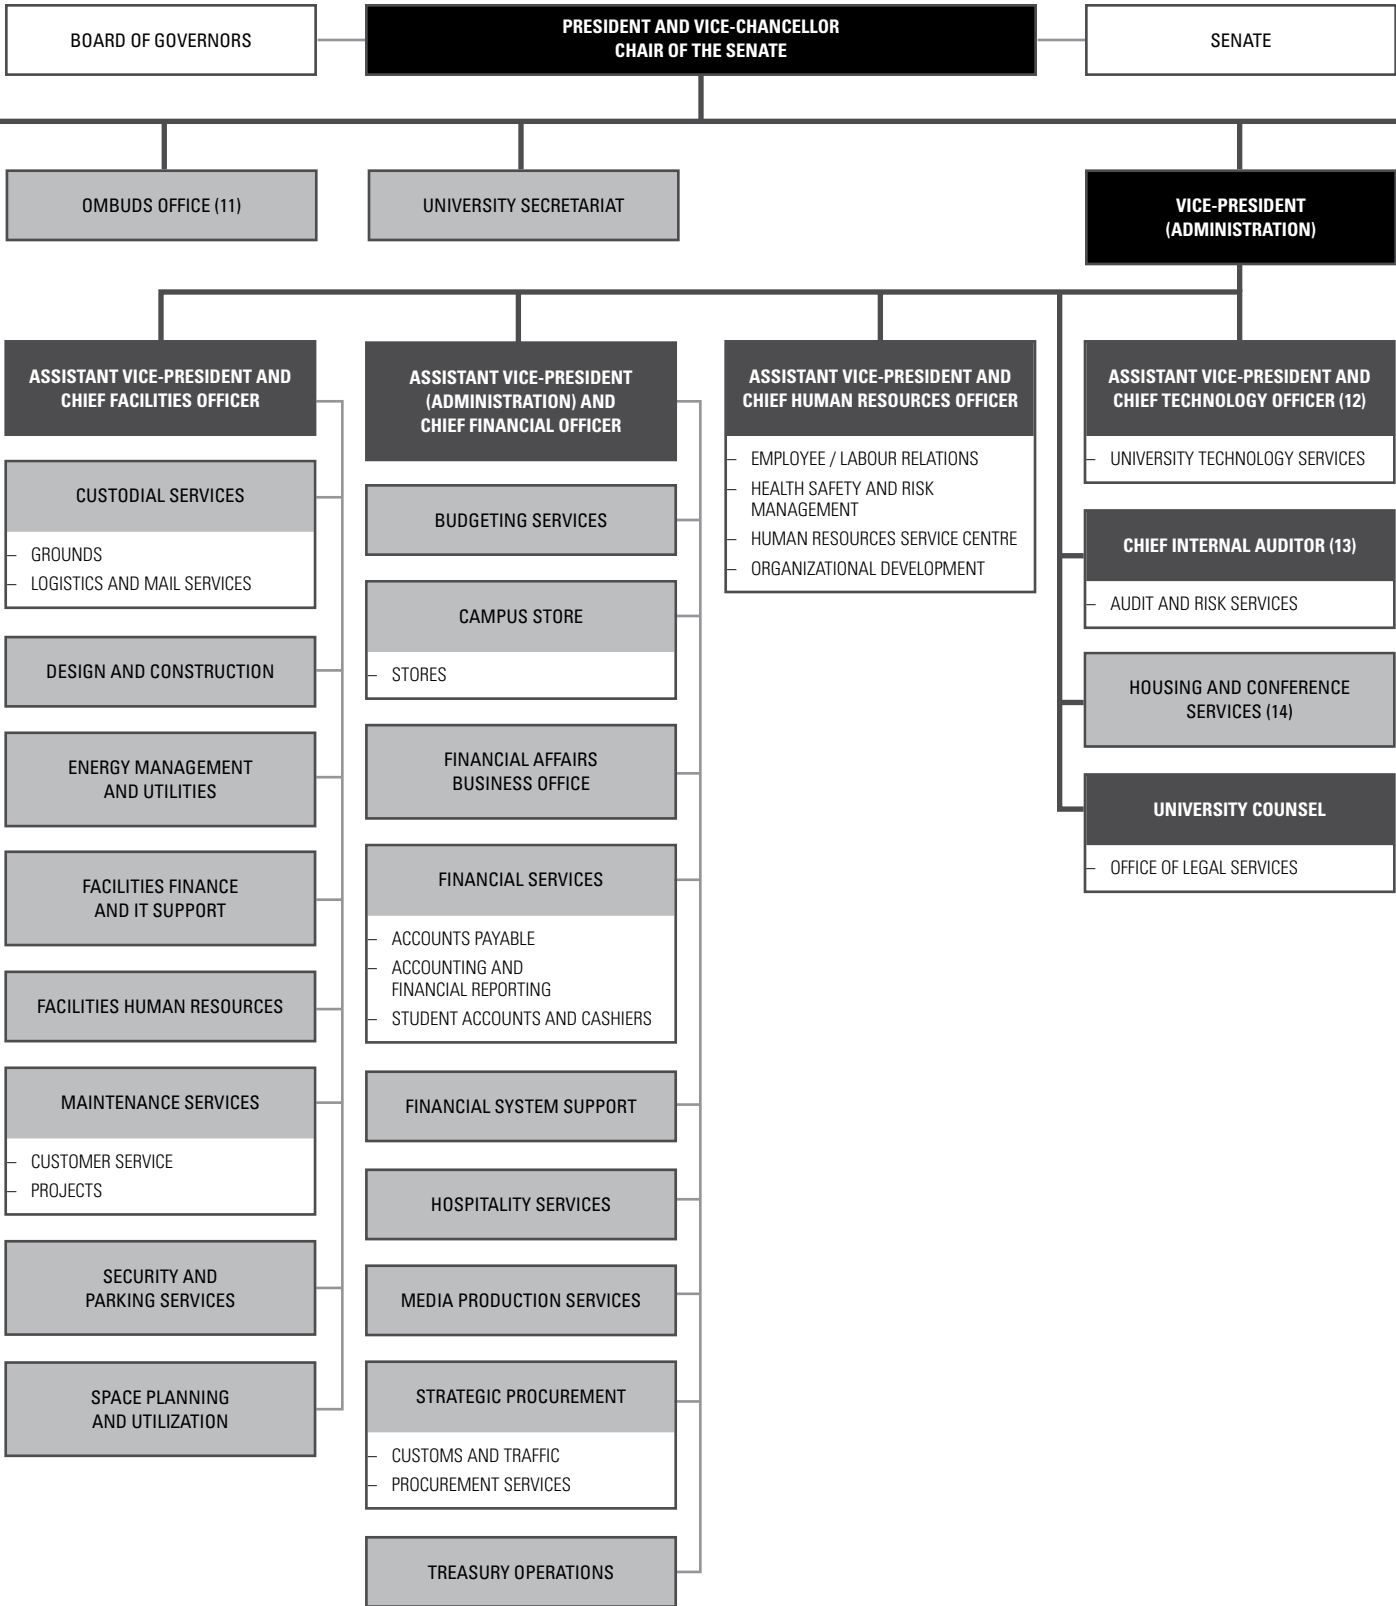 BOARD OF GOVERNORS
PRESIDENT AND VICE-CHANCELLOR
CHAIR OF THE SENATE
SENATE
OMBUDS OFFICE (11)
UNIVERSITY SECRETARIAT
VICE-PRESIDENT
(ADMINISTRATION)
ASSISTANT VICE-PRESIDENT AND
CHIEF FACILITIES OFFICER
CUSTODIAL SERVICES
– GROUNDS
– LOGISTICS AND MAIL SERVICES
DESIGN AND CONSTRUCTION
ENERGY MANAGEMENT
AND UTILITIES
FACILITIES FINANCE
AND IT SUPPORT
FACILITIES HUMAN RESOURCES
MAINTENANCE SERVICES
– CUSTOMER SERVICE
– PROJECTS
SECURITY AND
PARKING SERVICES
SPACE PLANNING
AND UTILIZATION
ASSISTANT VICE-PRESIDENT
(ADMINISTRATION) AND
CHIEF FINANCIAL OFFICER
BUDGETING SERVICES
CAMPUS STORE
– STORES
FINANCIAL AFFAIRS
BUSINESS OFFICE
FINANCIAL SERVICES
– ACCOUNTS PAYABLE
– ACCOUNTING AND
FINANCIAL REPORTING
– STUDENT ACCOUNTS AND CASHIERS
FINANCIAL SYSTEM SUPPORT
HOSPITALITY SERVICES
MEDIA PRODUCTION SERVICES
STRATEGIC PROCUREMENT
– CUSTOMS AND TRAFFIC
– PROCUREMENT SERVICES
TREASURY OPERATIONS
ASSISTANT VICE-PRESIDENT AND
CHIEF HUMAN RESOURCES OFFICER
– EMPLOYEE / LABOUR RELATIONS
– HEALTH SAFETY AND RISK
MANAGEMENT
– HUMAN RESOURCES SERVICE CENTRE
– ORGANIZATIONAL DEVELOPMENT
ASSISTANT VICE-PRESIDENT AND
CHIEF TECHNOLOGY OFFICER (12)
– UNIVERSITY TECHNOLOGY SERVICES
CHIEF INTERNAL AUDITOR (13)
– AUDIT AND RISK SERVICES
HOUSING AND CONFERENCE
SERVICES (14)
UNIVERSITY COUNSEL
– OFFICE OF LEGAL SERVICES